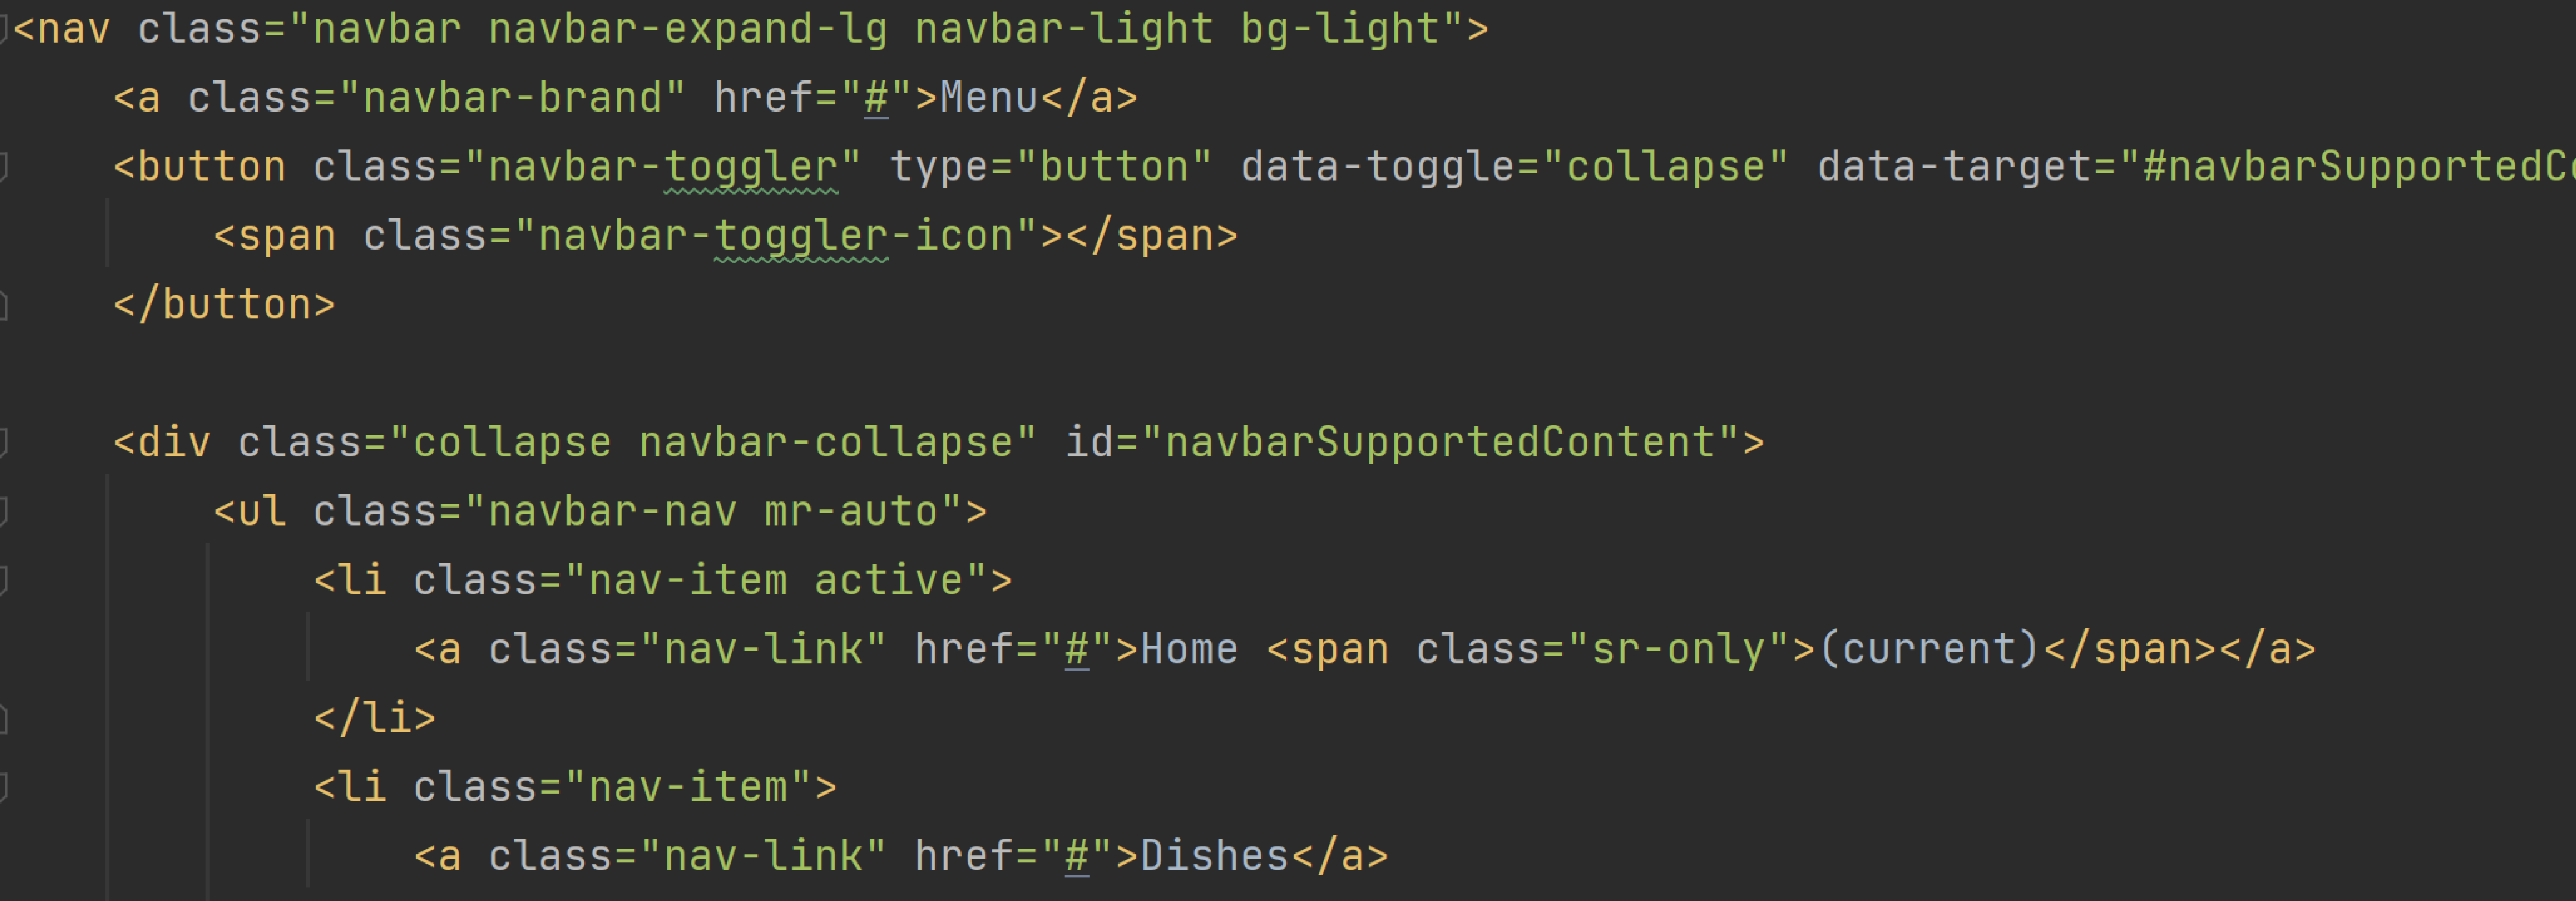 <nav class="navbar navbar-expand-lg navbar-light bg-light">
<a class="navbar-brand" href="#">Menu</a>
<button class="navbar-toggler" type="button" data-toggle="collapse" data-target="#navbarSupportedC
<span class="navbar-toggler-icon"></span>
</button>
<div class="collapse navbar-collapse" id="navbarSupportedContent">
<ul class="navbar-nav mr-auto">
<li class="nav-item active">
<a class="nav-link" href="#">Home <span class="sr-only">(current)</span></a>
</li>
<li class="nav-item">
<a class="nav-link" href="#">Dishes</a>